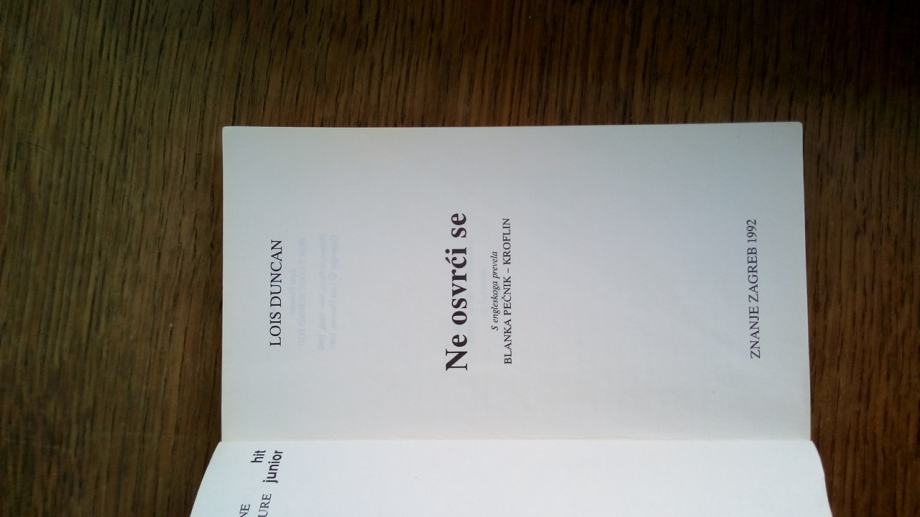 LOIS DUNCAN
Ne osvrći se
S engleskoga prevela
BLANKA PEČNIK – KROFLIN
ZNANJE ZAGREB 1992
hit
junior